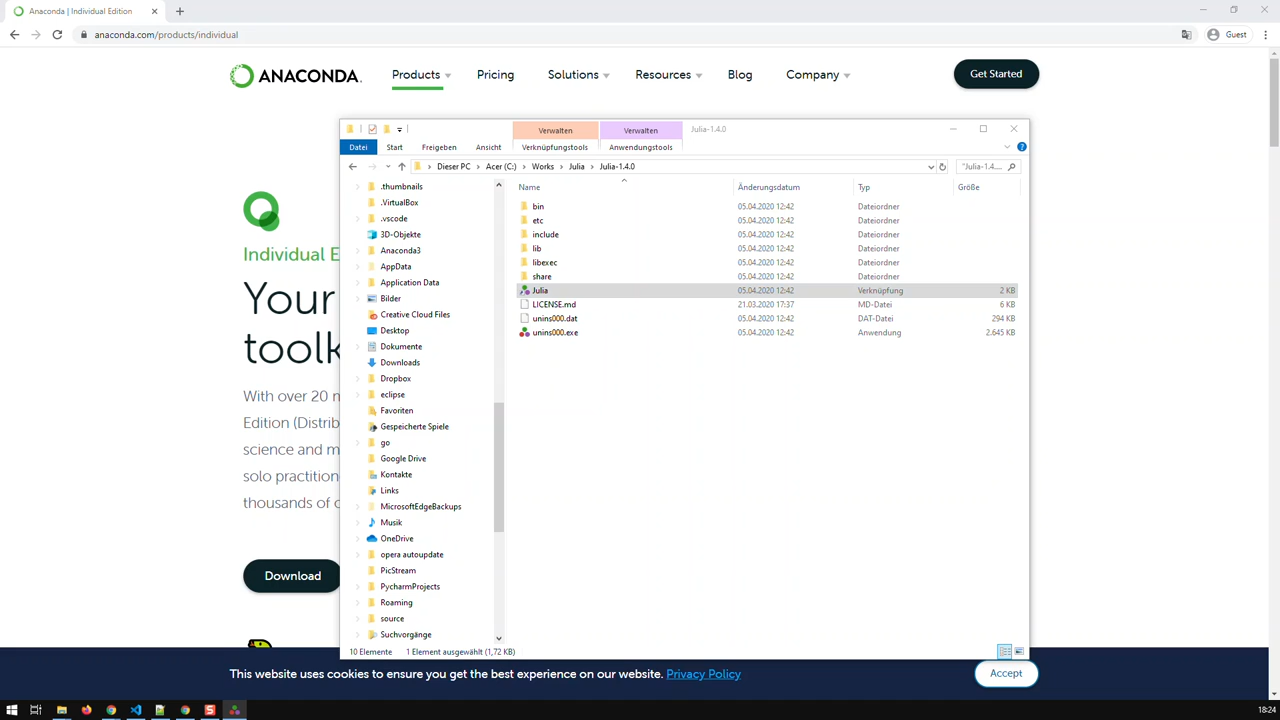 Anaconda | Individual Edition
anaconda.com/products/individual
Guest
ANACONDA.
Products
Pricing
Solutions
Resources
Blog
Company
Get Started
Individual E
Your
toolk
With over 20 m
Edition (Distrib
science and m
solo practition
thousands of c
Download
Verwalten
Verwalten
Julia-1.4.0
Datei
Start
Freigeben
Ansicht
Verknüpfungstools
Anwendungstools
Dieser PC > Acer (C:) > Works > Julia > Julia-1.4.0
"Julia-1.4....
.thumbnails
.VirtualBox
.vscode
3D-Objekte
Anaconda3
AppData
Application Data
Bilder
Creative Cloud Files
Desktop
Dokumente
Downloads
Dropbox
eclipse
Favoriten
Gespeicherte Spiele
go
Google Drive
Kontakte
Links
MicrosoftEdgeBackups
Musik
OneDrive
opera autoupdate
PicStream
PycharmProjects
Roaming
source
Suchvorgänge
Name Änderungsdatum Typ Größe
bin 05.04.2020 12:42 Dateiordner
etc 05.04.2020 12:42 Dateiordner
include 05.04.2020 12:42 Dateiordner
lib 05.04.2020 12:42 Dateiordner
libexec 05.04.2020 12:42 Dateiordner
share 05.04.2020 12:42 Dateiordner
Julia 05.04.2020 12:42 Verknüpfung 2 KB
LICENSE.md 21.03.2020 17:37 MD-Datei 6 KB
unins000.dat 05.04.2020 12:42 DAT-Datei 294 KB
unins000.exe 05.04.2020 12:42 Anwendung 2.645 KB
10 Elemente 1 Element ausgewählt (1,72 KB)
This website uses cookies to ensure you get the best experience on our website. Privacy Policy
Accept
18:24